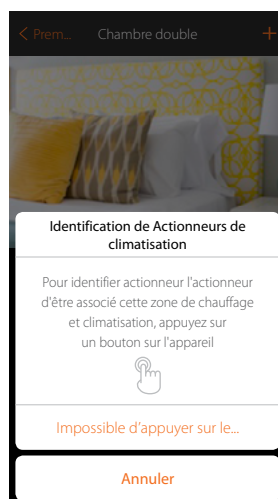 < Prem... Chambre double +
Identification de Actionneurs de
climatisation
Pour identifier actionneur l'actionneur
d'être associé cette zone de chauffage
et climatisation, appuyez sur
un bouton sur l'appareil
Impossible d'appuyer sur le...
Annuler